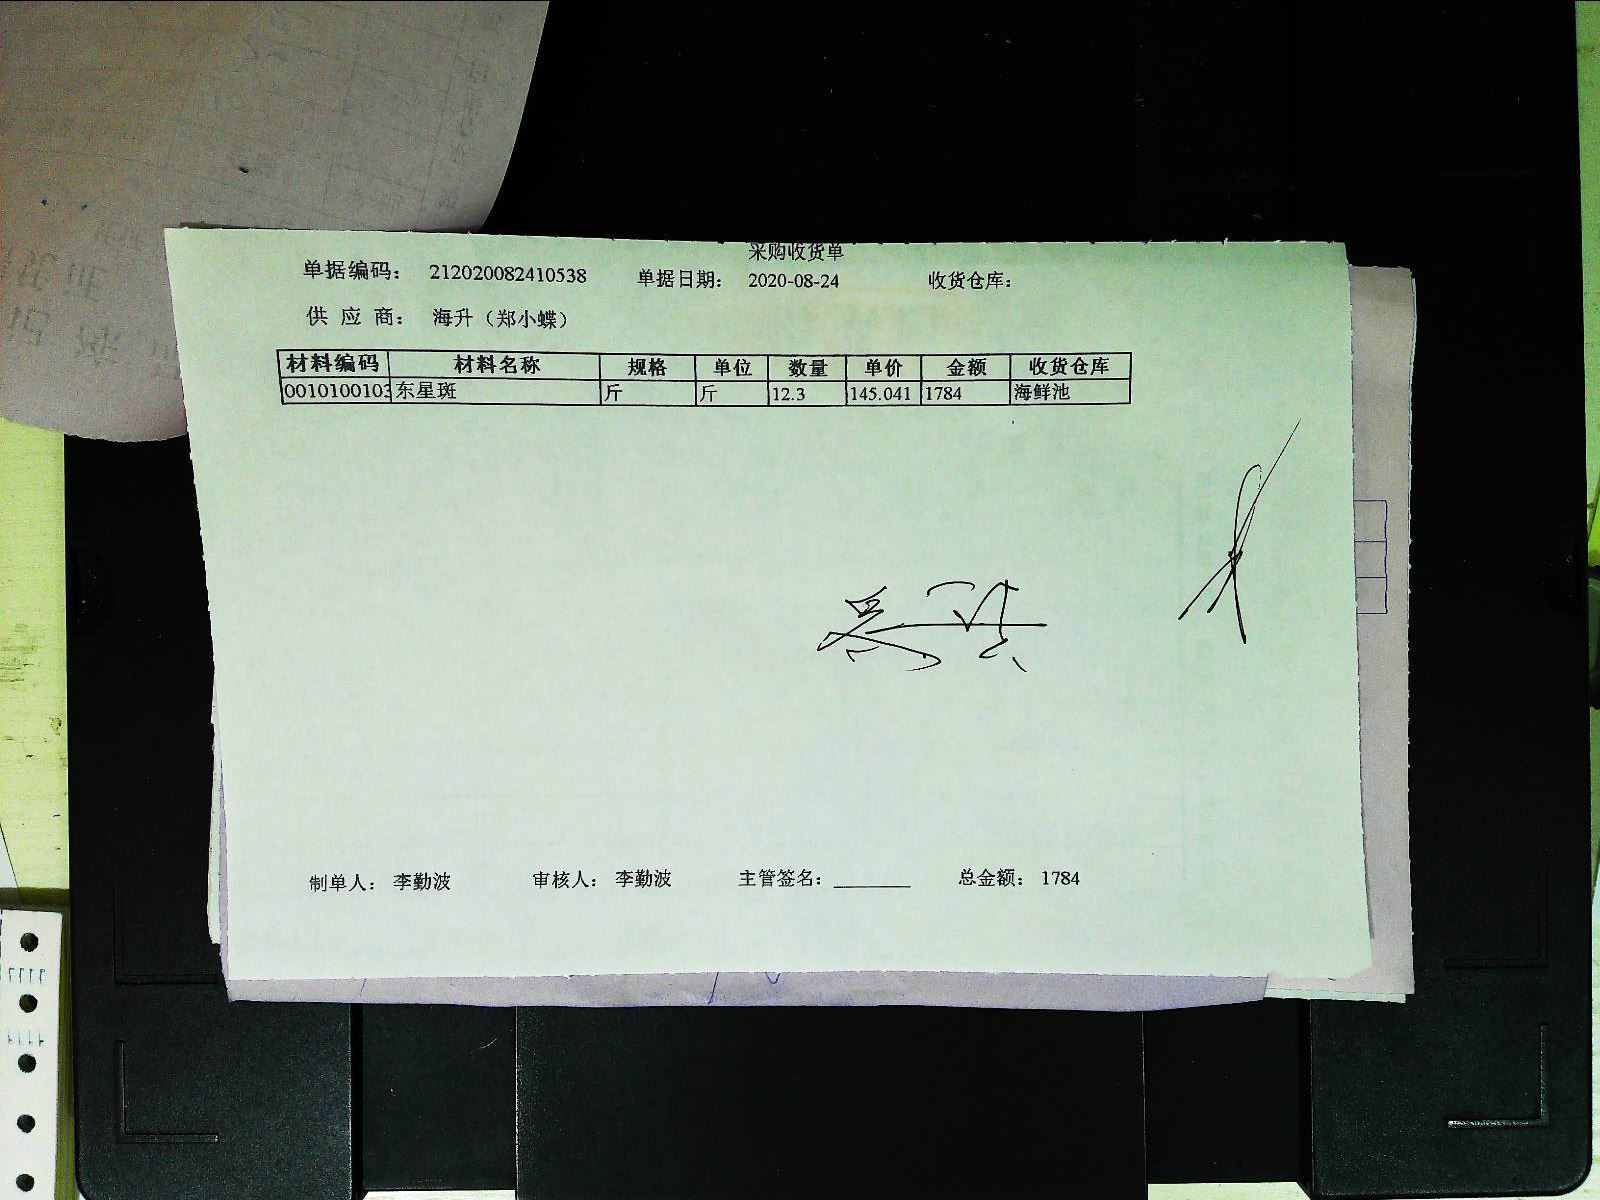 采购收货单
单据编码： 212020082410538 单据日期： 2020-08-24 收货仓库：
供 应 商： 海升（郑小蝶）
材料编码 材料名称 规格 单位 数量 单价 金额 收货仓库
0010100103 东星斑 斤 斤 12.3 145.041 1784 海鲜池
制单人： 李勤波 审核人： 李勤波 主管签名：________ 总金额： 1784